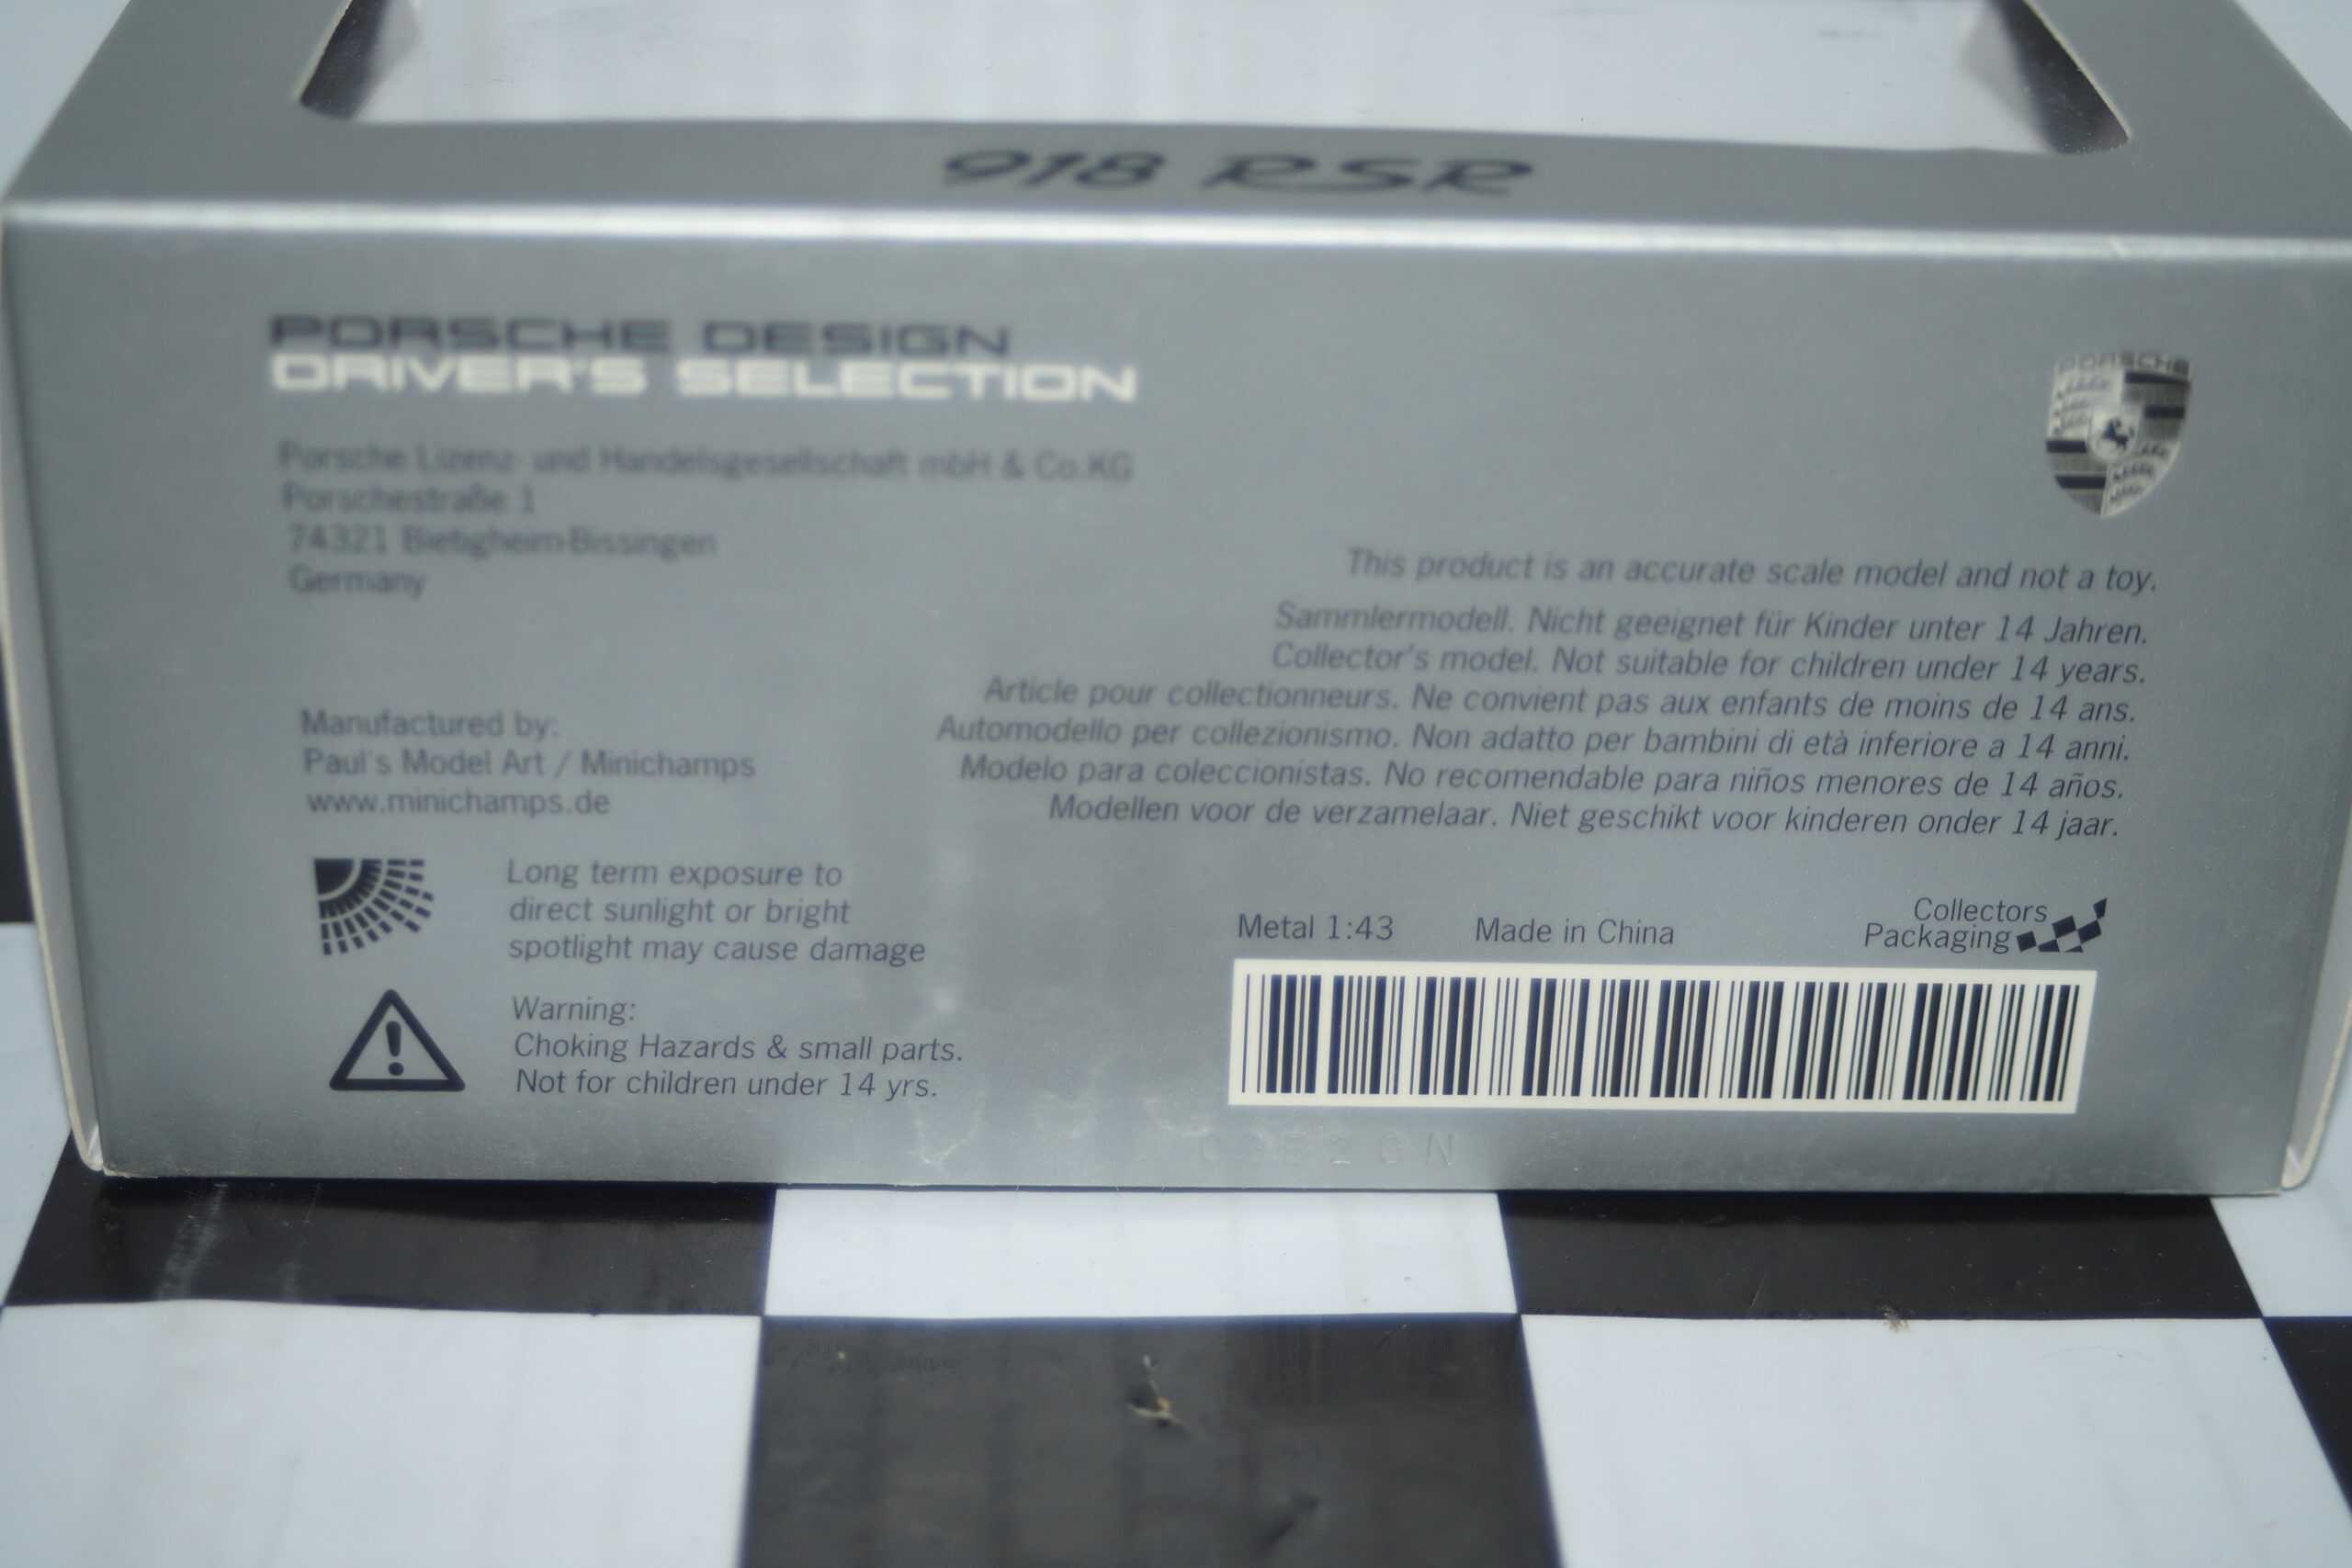 918 RSR
PORSCHE DESIGN
DRIVER'S SELECTION
PORSCHE
Porsche Lizenz- und Handelsgesellschaft mbH & Co.KG
Porschestraße 1
74321 Bietigheim-Bissingen
Germany
This product is an accurate scale model and not a toy.
Sammlermodell. Nicht geeignet für Kinder unter 14 Jahren.
Collector's model. Not suitable for children under 14 years.
Article pour collectionneurs. Ne convient pas aux enfants de moins de 14 ans.
Automodello per collezionismo. Non adatto per bambini di età inferiore a 14 anni.
Modelo para coleccionistas. No recomendable para niños menores de 14 años.
Modellen voor de verzamelaar. Niet geschikt voor kinderen onder 14 jaar.
Manufactured by:
Paul's Model Art / Minichamps
www.minichamps.de
Long term exposure to
direct sunlight or bright
spotlight may cause damage
Warning:
Choking Hazards & small parts.
Not for children under 14 yrs.
Metal 1:43
Made in China
Collectors
Packaging